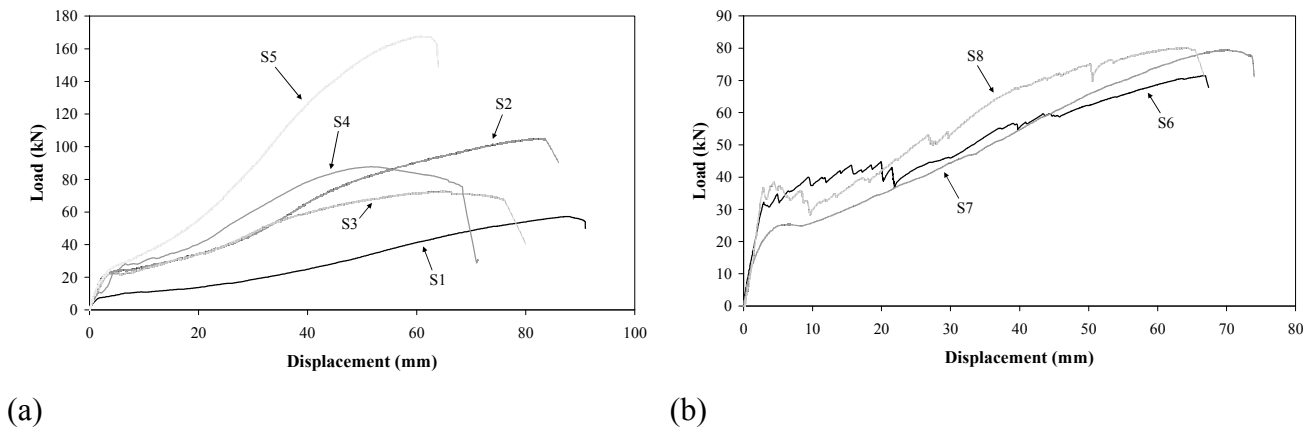 180
160
140
120
100
80
60
40
20
0
Load (kN)
S5
S4
S2
S3
S1
0 20 40 60 80 100
Displacement (mm)
(a)
90
80
70
60
50
40
30
20
10
0
Load (kN)
S8
S6
S7
0 10 20 30 40 50 60 70 80
Displacement (mm)
(b)